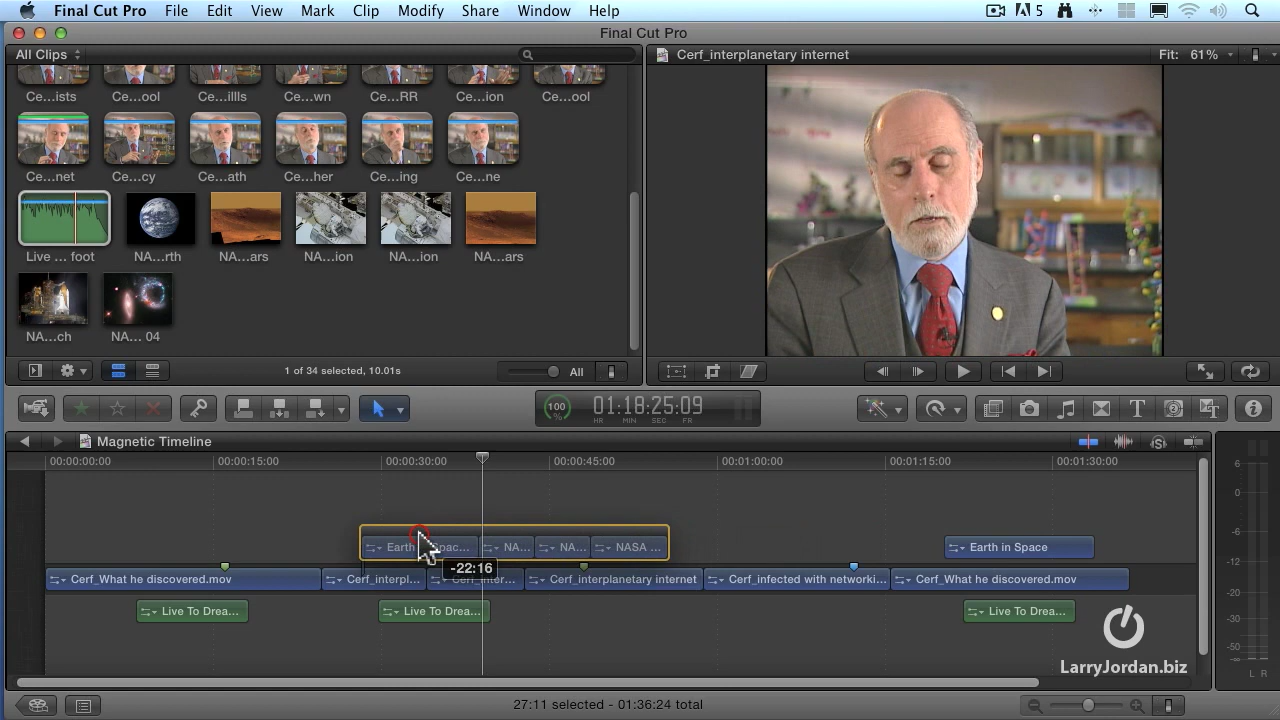 Final Cut Pro File Edit View Mark Clip Modify Share Window Help 5
Final Cut Pro
All Clips
Cerf_interplanetary internet Fit: 61%
Ce...ists Ce...ool Ce...illls Ce...wn Ce...RR Ce...ion Ce...ool
Ce...net Ce...cy Ce...ath Ce...her Ce...ing Ce...ne
Live ... foot NA...rth NA...ars NA...ion NA...ion NA...ars
NA...ch NA... 04
1 of 34 selected, 10.01s All
100 % 01:18:25:09
HR MIN SEC FR
Magnetic Timeline
00:00:00:00 00:00:15:00 00:00:30:00 00:00:45:00 00:01:00:00 00:01:15:00 00:01:30:00
6
0
-6
-12
-20
-30
-50
-∞
L R
NA... NA... NASA ... Earth in Space
-22:16
Cerf_What he discovered.mov Cerf_interpl... Cerf_interplanetary internet Cerf_infected with networki... Cerf_What he discovered.mov
Live To Drea... Live To Drea... Live To Drea...
LarryJordan.biz
27:11 selected - 01:36:24 total